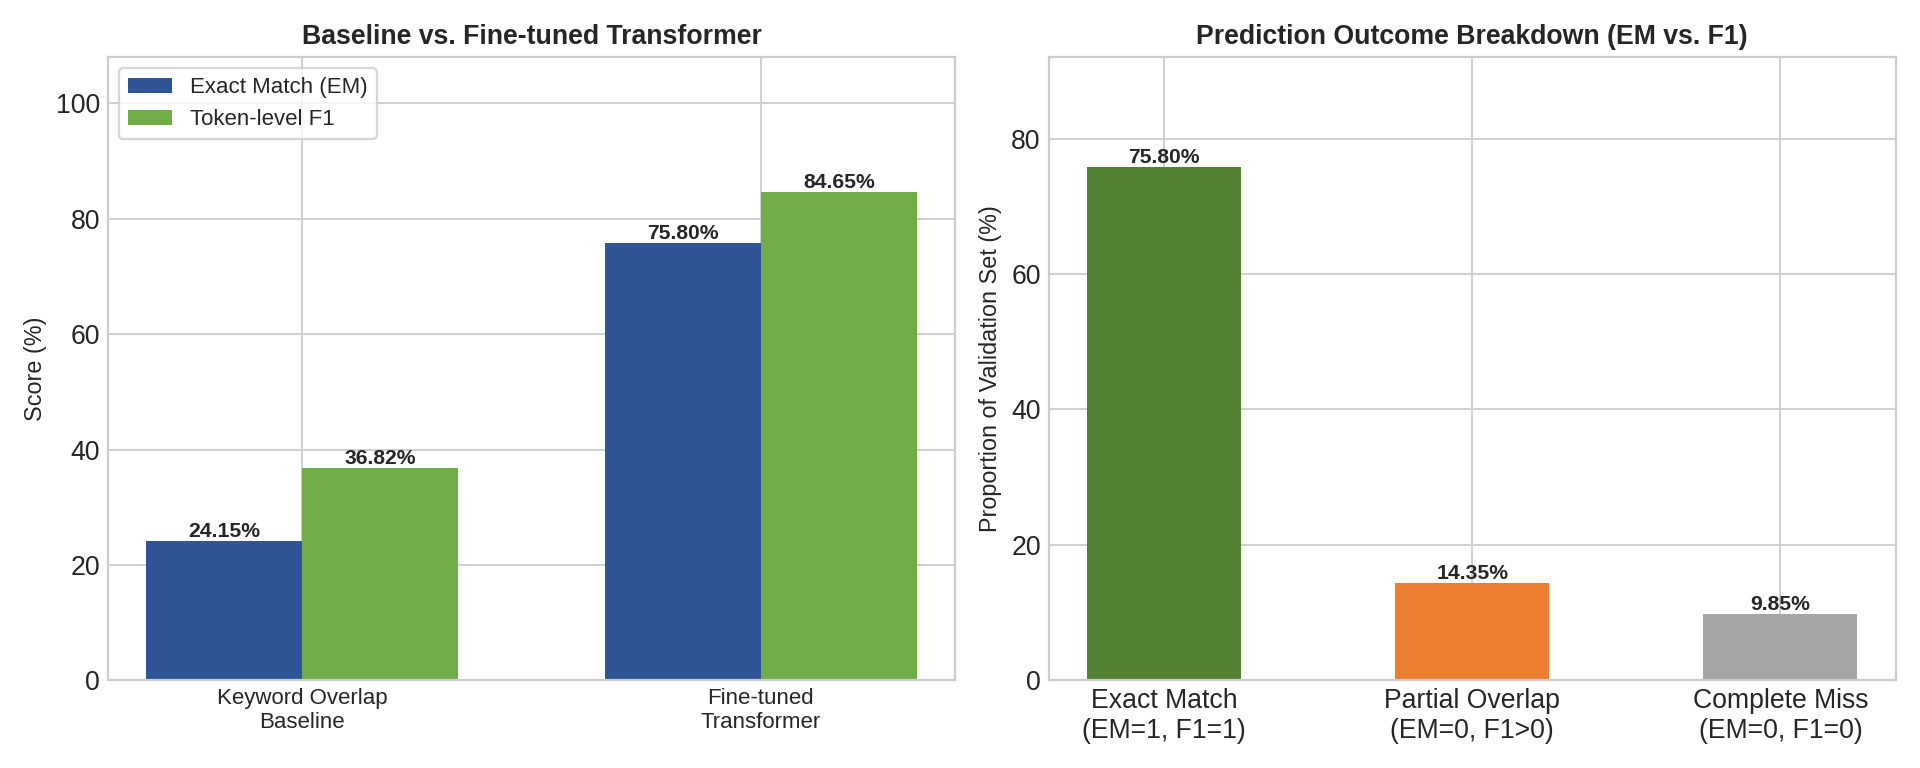 Baseline vs. Fine-tuned Transformer
Exact Match (EM)
Token-level F1
Score (%)
100
80
60
40
20
0
24.15%
36.82%
75.80%
84.65%
Keyword Overlap
Baseline
Fine-tuned
Transformer
Prediction Outcome Breakdown (EM vs. F1)
Proportion of Validation Set (%)
80
60
40
20
0
75.80%
14.35%
9.85%
Exact Match
(EM=1, F1=1)
Partial Overlap
(EM=0, F1>0)
Complete Miss
(EM=0, F1=0)